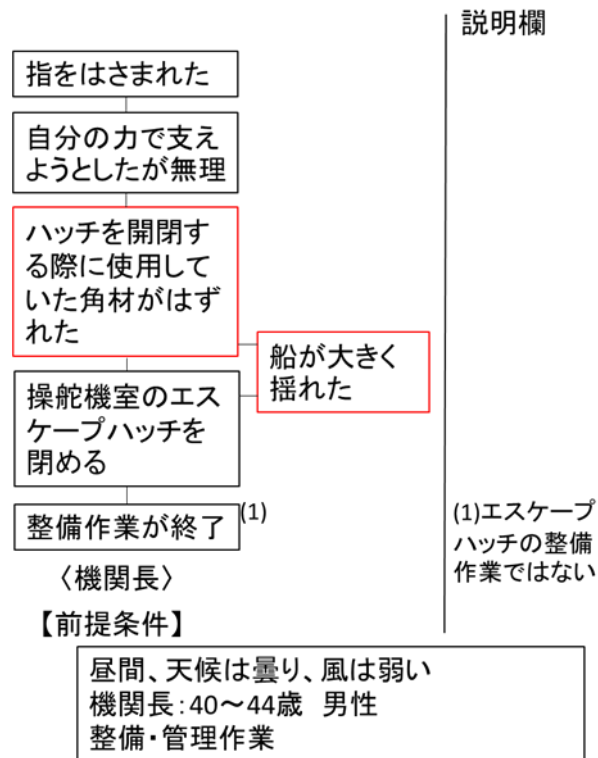 説明欄
指をはさまれた
自分の力で支え
ようとしたが無理
ハッチを開閉す
る際に使用して
いた角材がはず
れた
船が大きく
揺れた
操舵機室のエス
ケープハッチを
閉める
整備作業が終了
(1)
(1)エスケープ
ハッチの整備
作業ではない
〈機関長〉
【前提条件】
昼間、天候は曇り、風は弱い
機関長:40～44歳 男性
整備・管理作業